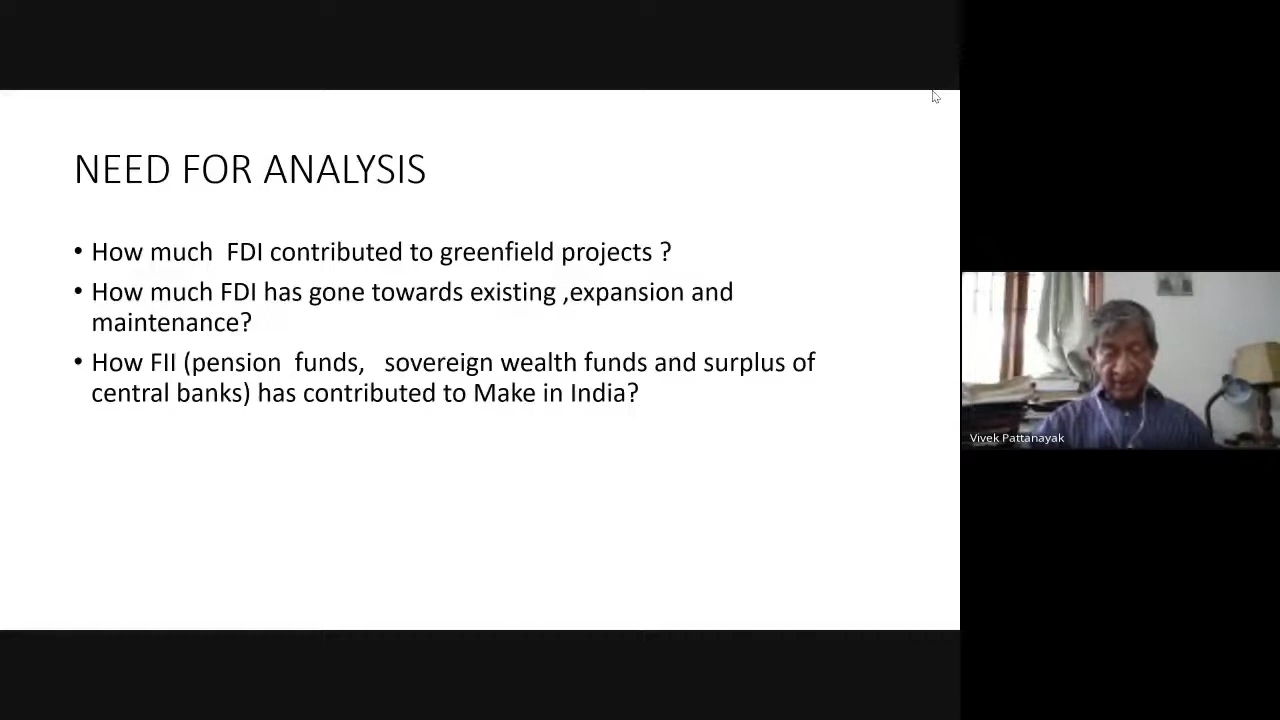 NEED FOR ANALYSIS
• How much FDI contributed to greenfield projects ?
• How much FDI has gone towards existing ,expansion and
maintenance?
• How FII (pension funds, sovereign wealth funds and surplus of
central banks) has contributed to Make in India?
Vivek Pattanayak